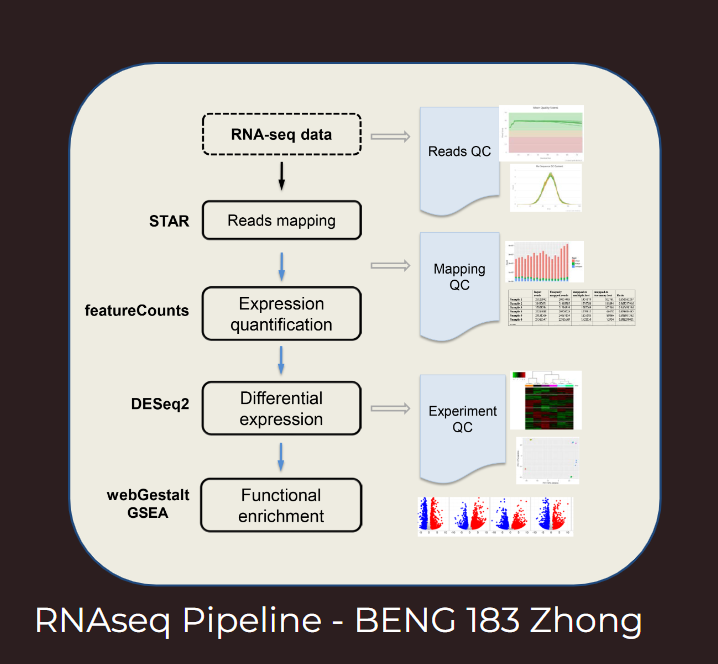 RNA-seq data
Reads QC
STAR
Reads mapping
Mapping
QC
featureCounts
Expression
quantification
DESeq2
Differential
expression
Experiment
QC
webGestalt
GSEA
Functional
enrichment
RNAseq Pipeline - BENG 183 Zhong